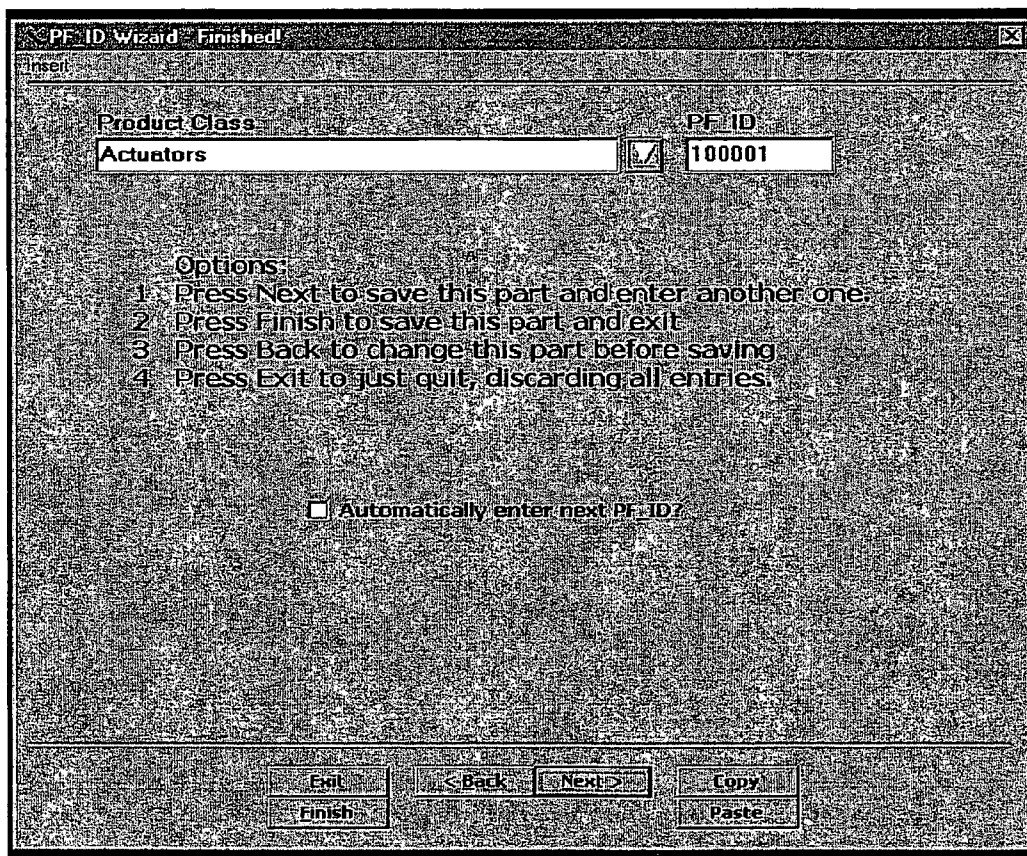 PF_ID Wizard - Finished!
Insert
Product Class PF_ID
Actuators 100001
Options:
1 Press Next to save this part and enter another one.
2 Press Finish to save this part and exit
3 Press Back to change this part before saving
4 Press Exit to just quit, discarding all entries.
Automatically enter next PF_ID?
Exit < Back Next > Copy
Finish Paste